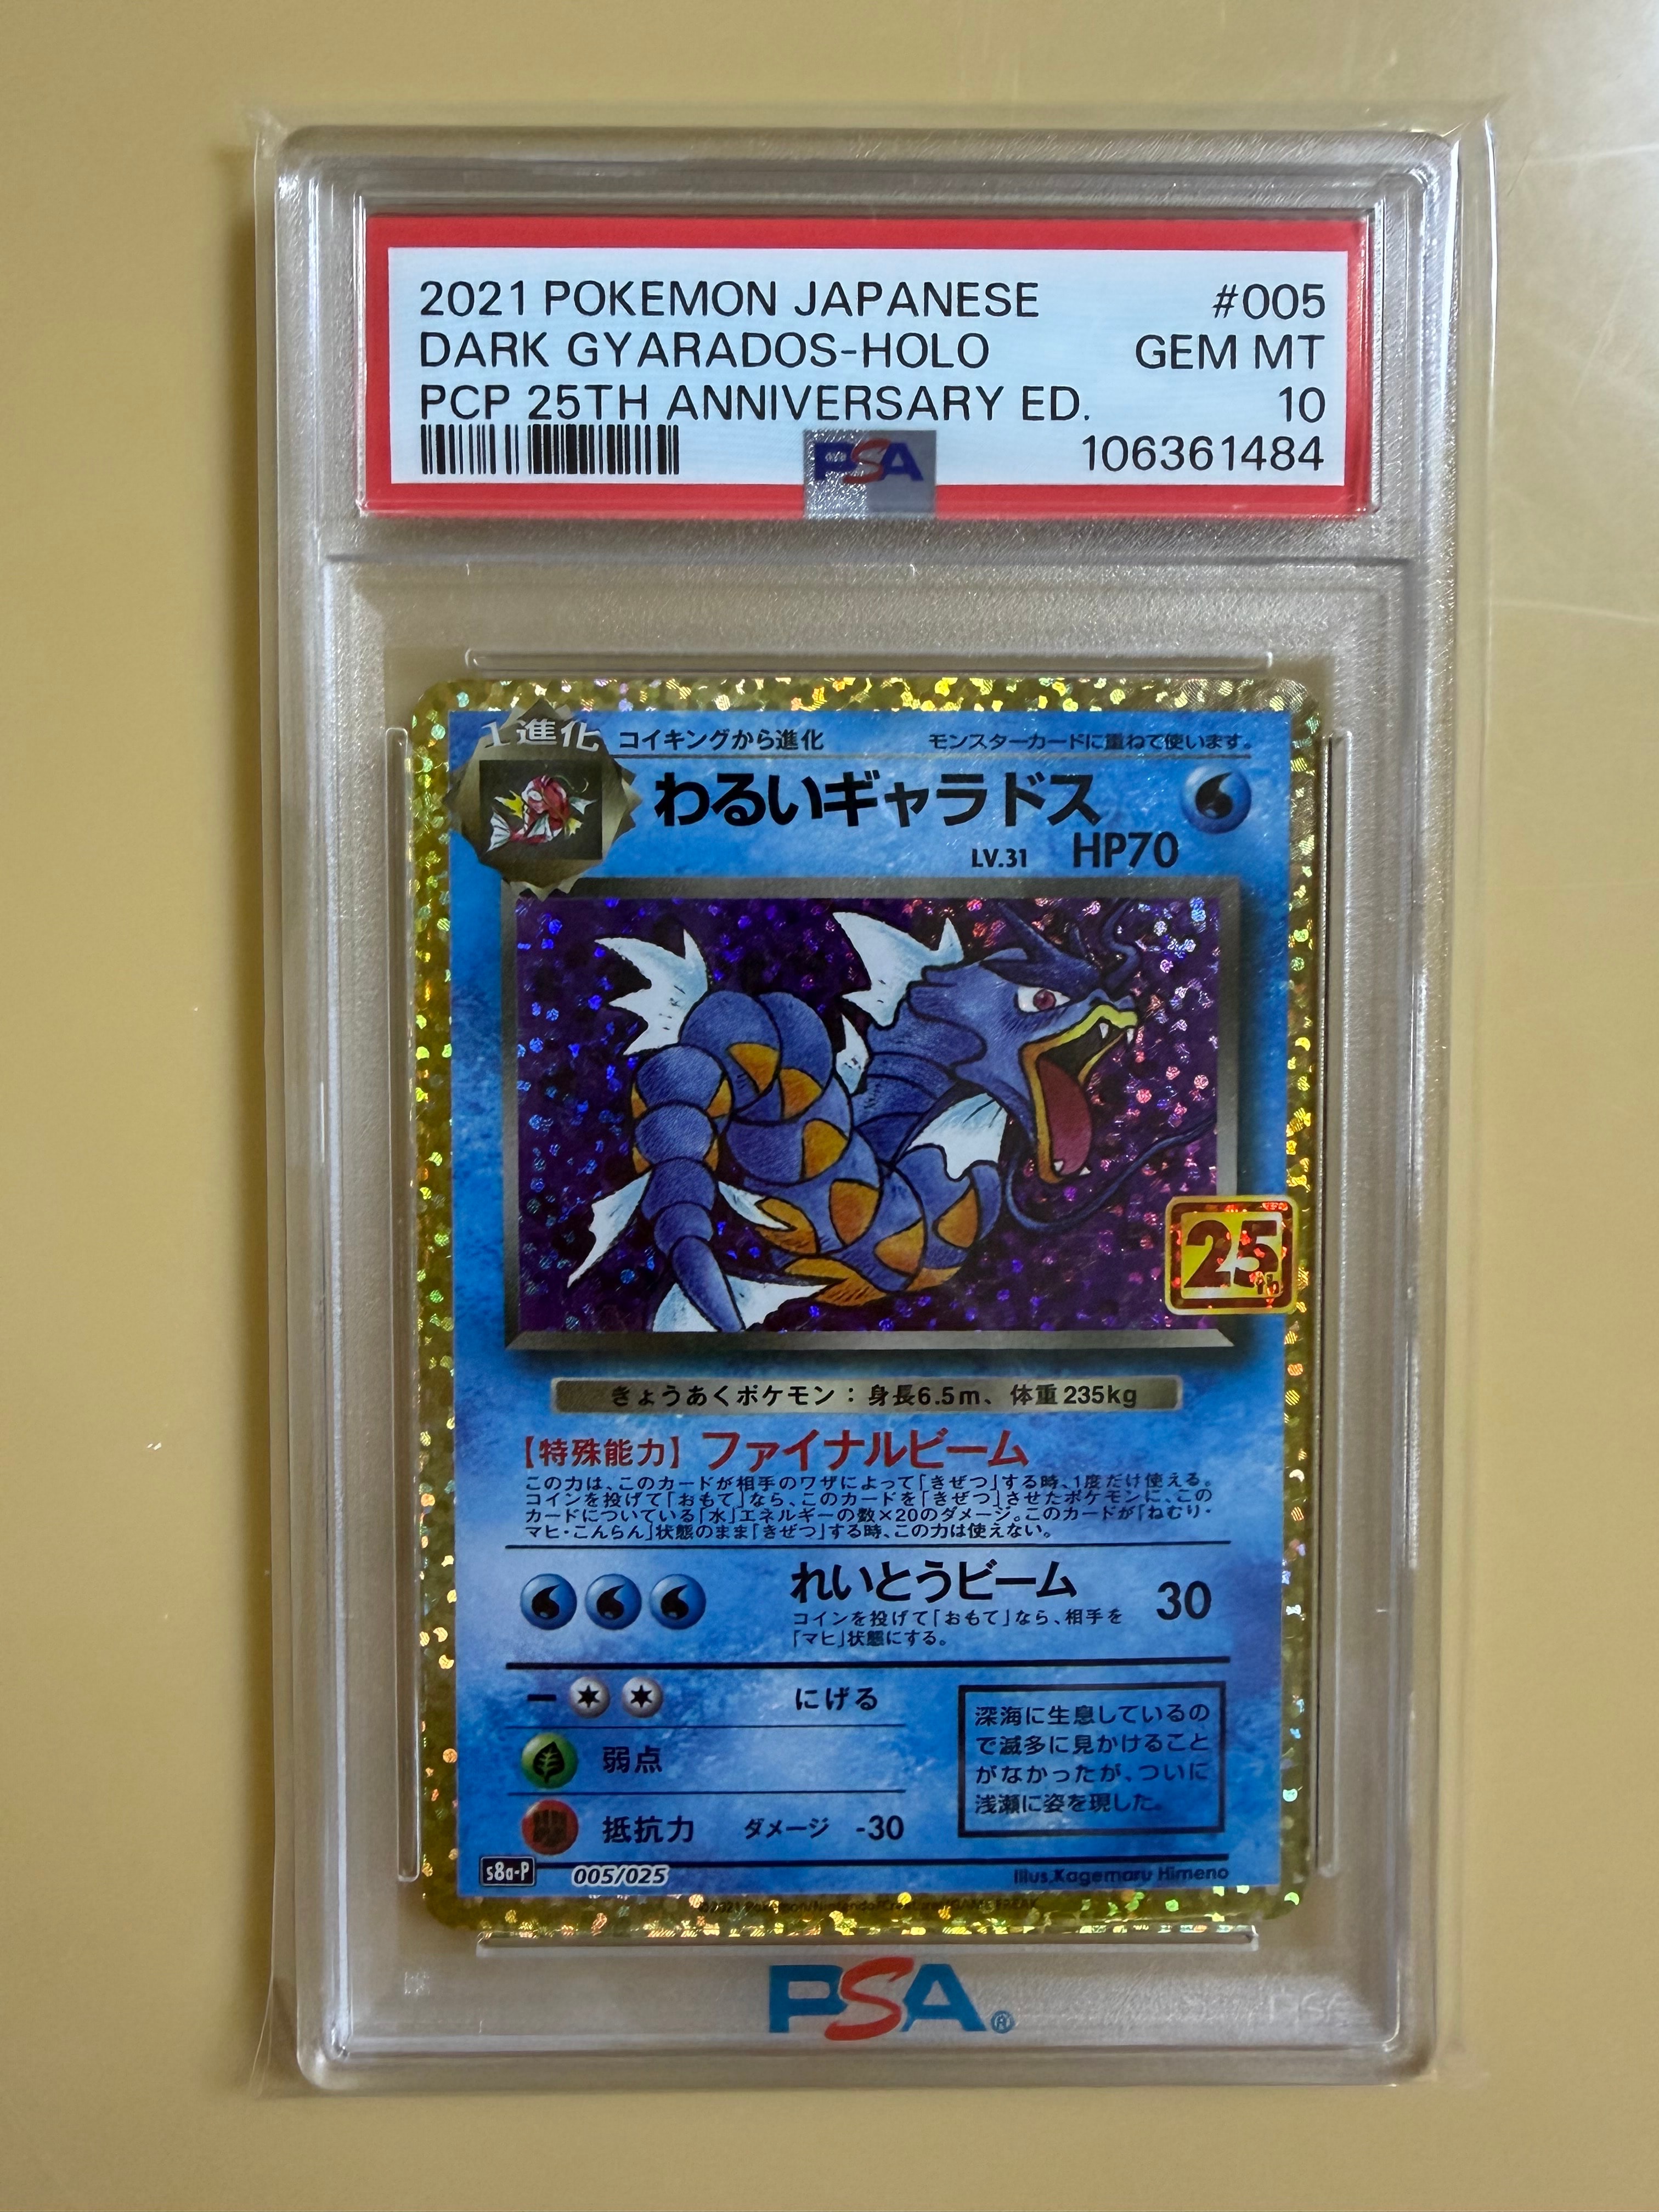 2021 POKEMON JAPANESE #005
DARK GYARADOS-HOLO GEM MT
PCP 25TH ANNIVERSARY ED. 10
PSA 106361484
1進化 コイキングから進化 モンスターカードに重ねて使います。
わるいギャラドス
LV.31 HP70
25th
きょうあくポケモン：身長6.5m、体重235kg
【特殊能力】ファイナルビーム
この力は、このカードが相手のワザによって「きぜつ」する時、1度だけ使える。
コインを投げて「おもて」なら、このカードを「きぜつ」させたポケモンに、この
カードについている「水」エネルギーの数×20のダメージ。このカードが「ねむり・
マヒ・こんらん」状態のまま「きぜつ」する時、この力は使えない。
れいとうビーム 30
コインを投げて「おもて」なら、相手を
「マヒ」状態にする。
にげる
弱点
抵抗力 ダメージ -30
深海に生息しているの
で滅多に見かけること
がなかったが、ついに
浅瀬に姿を現した。
s8a-P 005/025 Illus.Kagemaru Himeno
©2021 Pokémon/Nintendo/Creatures/GAME FREAK
PSA®